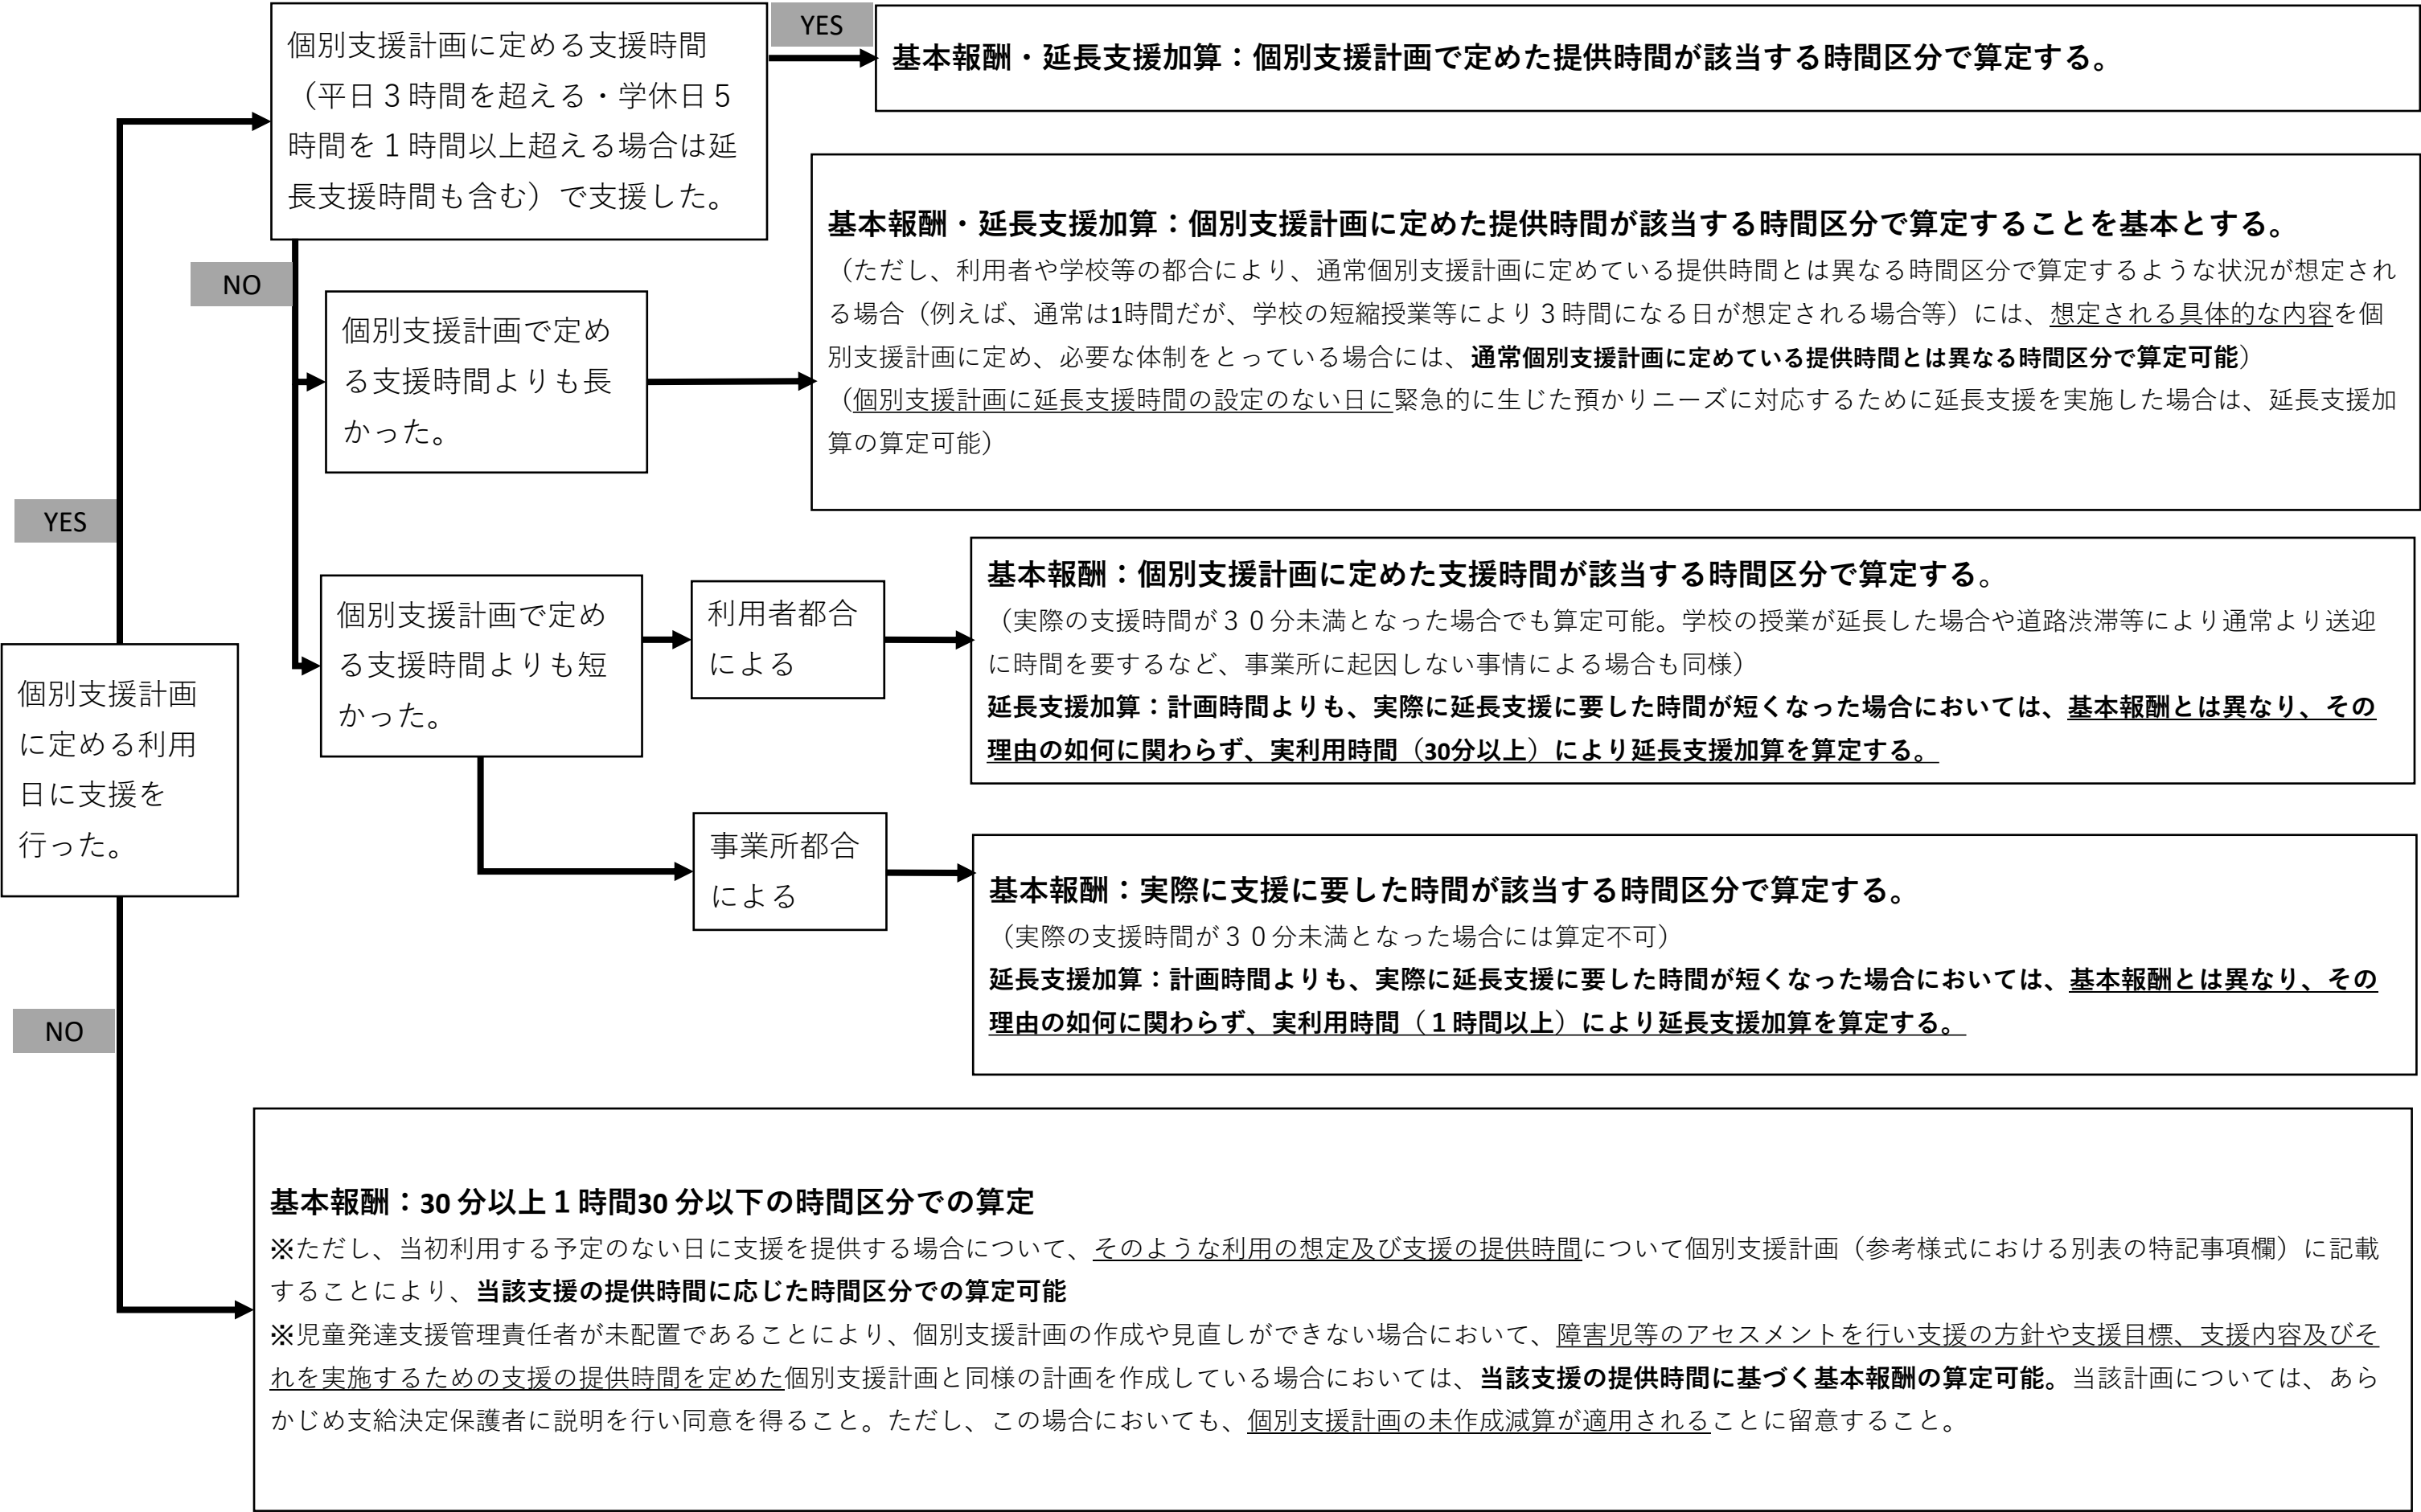 YES
個別支援計画に定める支援時間
（平日３時間を超える・学休日５
時間を１時間以上超える場合は延
長支援時間も含む）で支援した。
基本報酬・延長支援加算：個別支援計画で定めた提供時間が該当する時間区分で算定する。
NO
個別支援計画で定め
る支援時間よりも長
かった。
基本報酬・延長支援加算：個別支援計画に定めた提供時間が該当する時間区分で算定することを基本とする。
（ただし、利用者や学校等の都合により、通常個別支援計画に定めている提供時間とは異なる時間区分で算定するような状況が想定され
る場合（例えば、通常は1時間だが、学校の短縮授業等により３時間になる日が想定される場合等）には、想定される具体的な内容を個
別支援計画に定め、必要な体制をとっている場合には、通常個別支援計画に定めている提供時間とは異なる時間区分で算定可能）
（個別支援計画に延長支援時間の設定のない日に緊急的に生じた預かりニーズに対応するために延長支援を実施した場合は、延長支援加
算の算定可能）
YES
個別支援計画で定め
る支援時間よりも短
かった。
利用者都合
による
基本報酬：個別支援計画に定めた支援時間が該当する時間区分で算定する。
（実際の支援時間が３０分未満となった場合でも算定可能。学校の授業が延長した場合や道路渋滞等により通常より送迎
に時間を要するなど、事業所に起因しない事情による場合も同様）
延長支援加算：計画時間よりも、実際に延長支援に要した時間が短くなった場合においては、基本報酬とは異なり、その
理由の如何に関わらず、実利用時間（30分以上）により延長支援加算を算定する。
個別支援計画
に定める利用
日に支援を
行った。
事業所都合
による
基本報酬：実際に支援に要した時間が該当する時間区分で算定する。
（実際の支援時間が３０分未満となった場合には算定不可）
延長支援加算：計画時間よりも、実際に延長支援に要した時間が短くなった場合においては、基本報酬とは異なり、その
理由の如何に関わらず、実利用時間（１時間以上）により延長支援加算を算定する。
NO
基本報酬：30 分以上１時間30 分以下の時間区分での算定
※ただし、当初利用する予定のない日に支援を提供する場合について、そのような利用の想定及び支援の提供時間について個別支援計画（参考様式における別表の特記事項欄）に記載
することにより、当該支援の提供時間に応じた時間区分での算定可能
※児童発達支援管理責任者が未配置であることにより、個別支援計画の作成や見直しができない場合において、障害児等のアセスメントを行い支援の方針や支援目標、支援内容及びそ
れを実施するための支援の提供時間を定めた個別支援計画と同様の計画を作成している場合においては、当該支援の提供時間に基づく基本報酬の算定可能。当該計画については、あら
かじめ支給決定保護者に説明を行い同意を得ること。ただし、この場合においても、個別支援計画の未作成減算が適用されることに留意すること。